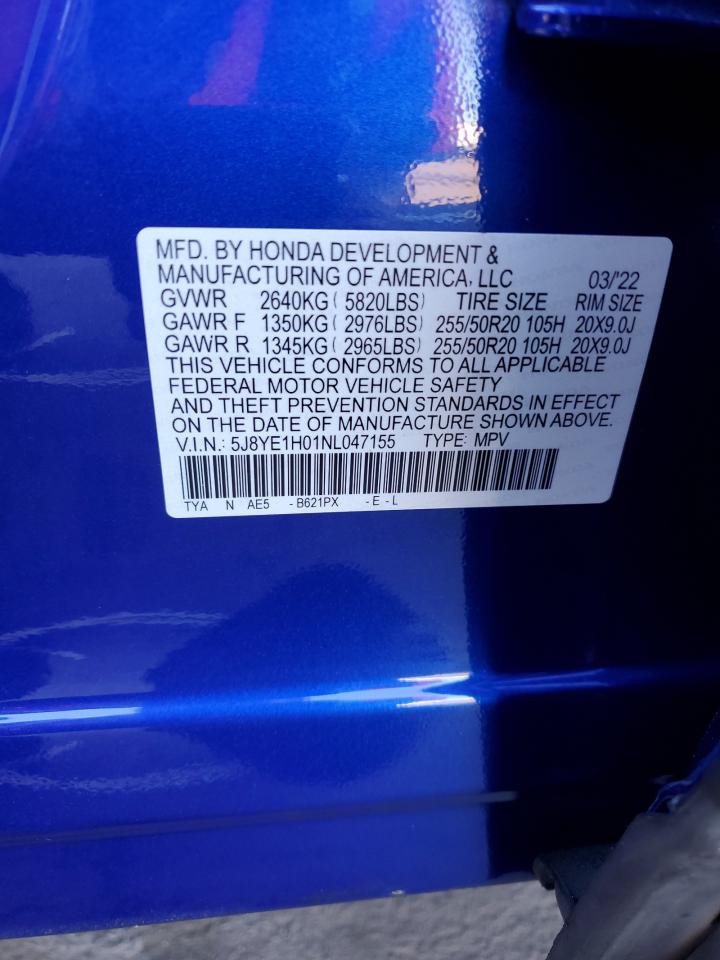 MFD. BY HONDA DEVELOPMENT &
MANUFACTURING OF AMERICA, LLC 03/'22
GVWR 2640KG ( 5820LBS) TIRE SIZE RIM SIZE
GAWR F 1350KG ( 2976LBS) 255/50R20 105H 20X9.0J
GAWR R 1345KG ( 2965LBS) 255/50R20 105H 20X9.0J
THIS VEHICLE CONFORMS TO ALL APPLICABLE
FEDERAL MOTOR VEHICLE SAFETY
AND THEFT PREVENTION STANDARDS IN EFFECT
ON THE DATE OF MANUFACTURE SHOWN ABOVE.
V.I.N.: 5J8YE1H01NL047155 TYPE: MPV
TYA N AE5 - B621PX - E - L